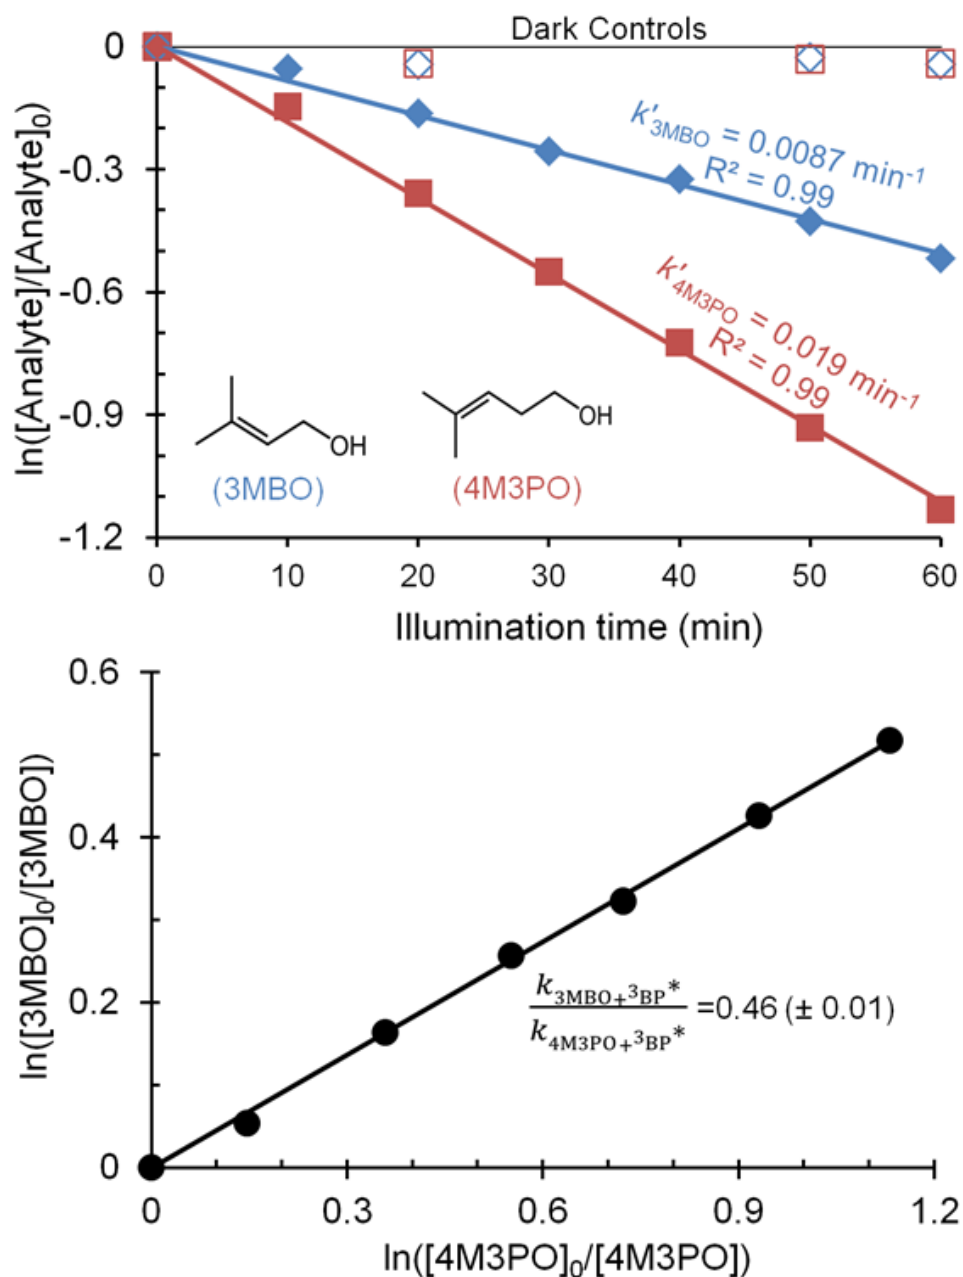 Dark Controls
0
-0.3
-0.6
-0.9
-1.2
ln([Analyte]/[Analyte]₀)
k′3MBO = 0.0087 min⁻¹
R² = 0.99
k′4M3PO = 0.019 min⁻¹
R² = 0.99
OH
(3MBO)
OH
(4M3PO)
0 10 20 30 40 50 60
Illumination time (min)
0.6
0.4
0.2
0
ln([3MBO]₀/[3MBO])
k3MBO+³BP*
k4M3PO+³BP*
=0.46 (± 0.01)
0 0.3 0.6 0.9 1.2
ln([4M3PO]₀/[4M3PO])